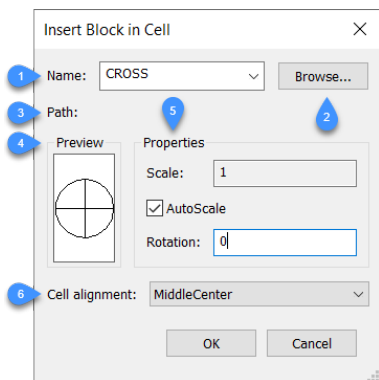 Insert Block in Cell
1 Name: CROSS Browse...
3 Path: 5 2
4 Preview Properties
Scale: 1
AutoScale
Rotation: 0
6 Cell alignment: MiddleCenter
OK Cancel